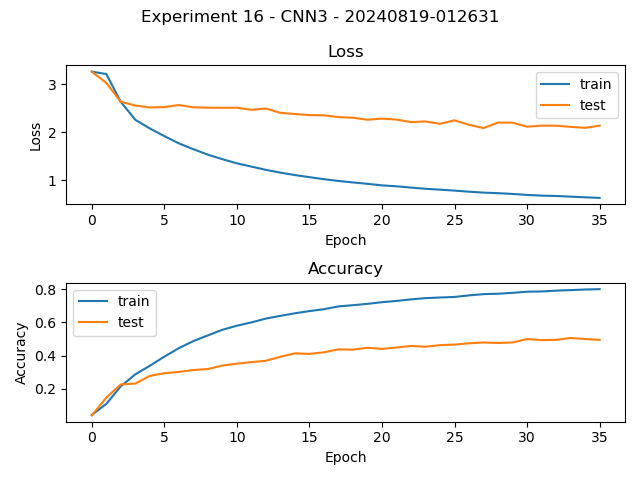 Experiment 16 - CNN3 - 20240819-012631
Loss
3
2
1
Loss
train
test
0 5 10 15 20 25 30 35
Epoch
Accuracy
0.8
0.6
0.4
0.2
Accuracy
train
test
0 5 10 15 20 25 30 35
Epoch